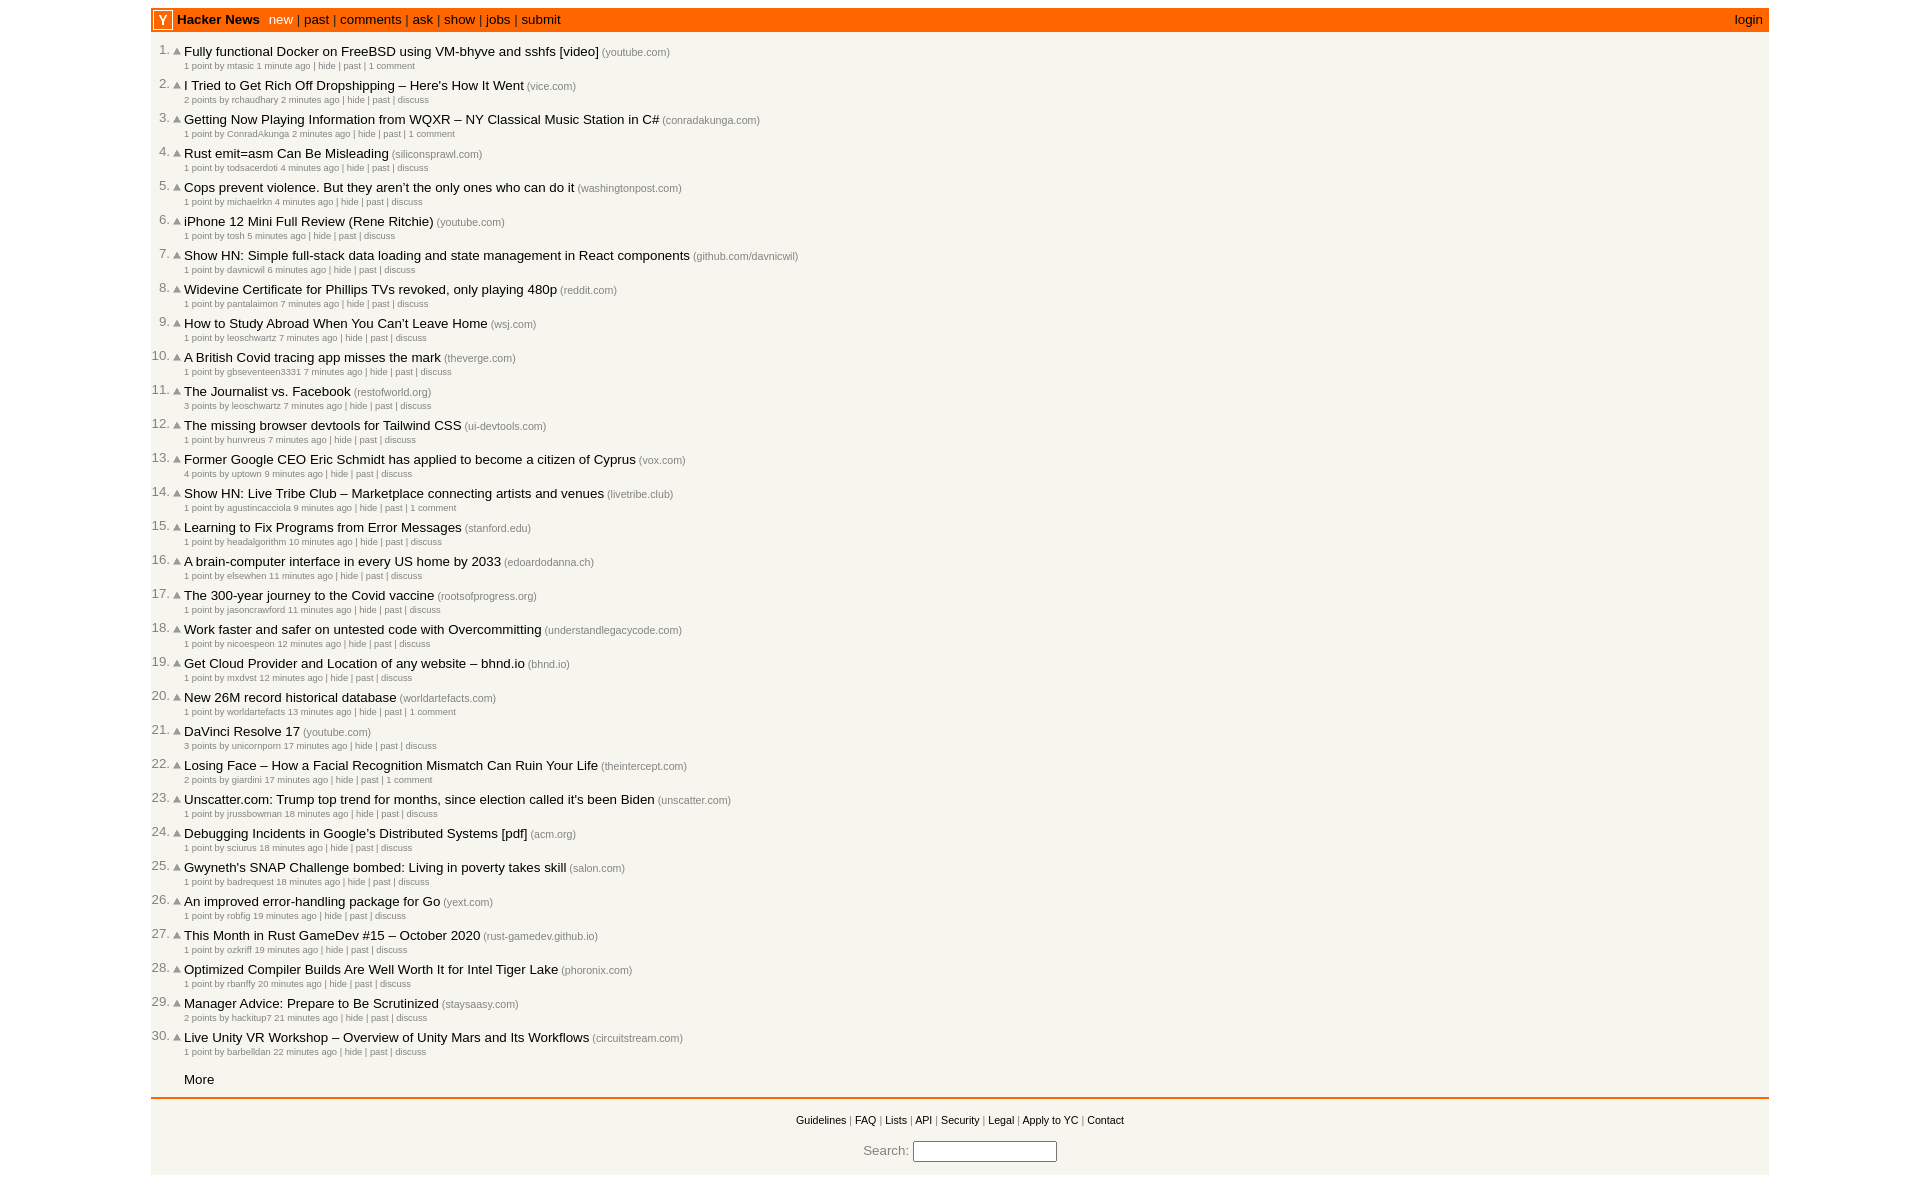 Y Hacker News new | past | comments | ask | show | jobs | submit login
1. Fully functional Docker on FreeBSD using VM-bhyve and sshfs [video] (youtube.com)
1 point by mtasic 1 minute ago | hide | past | 1 comment
2. I Tried to Get Rich Off Dropshipping – Here's How It Went (vice.com)
2 points by rchaudhary 2 minutes ago | hide | past | discuss
3. Getting Now Playing Information from WQXR – NY Classical Music Station in C# (conradakunga.com)
1 point by ConradAkunga 2 minutes ago | hide | past | 1 comment
4. Rust emit=asm Can Be Misleading (siliconsprawl.com)
1 point by todsacerdoti 4 minutes ago | hide | past | discuss
5. Cops prevent violence. But they aren’t the only ones who can do it (washingtonpost.com)
1 point by michaelrkn 4 minutes ago | hide | past | discuss
6. iPhone 12 Mini Full Review (Rene Ritchie) (youtube.com)
1 point by tosh 5 minutes ago | hide | past | discuss
7. Show HN: Simple full-stack data loading and state management in React components (github.com/davnicwil)
1 point by davnicwil 6 minutes ago | hide | past | discuss
8. Widevine Certificate for Phillips TVs revoked, only playing 480p (reddit.com)
1 point by pantalaimon 7 minutes ago | hide | past | discuss
9. How to Study Abroad When You Can’t Leave Home (wsj.com)
1 point by leoschwartz 7 minutes ago | hide | past | discuss
10. A British Covid tracing app misses the mark (theverge.com)
1 point by gbseventeen3331 7 minutes ago | hide | past | discuss
11. The Journalist vs. Facebook (restofworld.org)
3 points by leoschwartz 7 minutes ago | hide | past | discuss
12. The missing browser devtools for Tailwind CSS (ui-devtools.com)
1 point by hunvreus 7 minutes ago | hide | past | discuss
13. Former Google CEO Eric Schmidt has applied to become a citizen of Cyprus (vox.com)
4 points by uptown 9 minutes ago | hide | past | discuss
14. Show HN: Live Tribe Club – Marketplace connecting artists and venues (livetribe.club)
1 point by agustincacciola 9 minutes ago | hide | past | 1 comment
15. Learning to Fix Programs from Error Messages (stanford.edu)
1 point by headalgorithm 10 minutes ago | hide | past | discuss
16. A brain-computer interface in every US home by 2033 (edoardodanna.ch)
1 point by elsewhen 11 minutes ago | hide | past | discuss
17. The 300-year journey to the Covid vaccine (rootsofprogress.org)
1 point by jasoncrawford 11 minutes ago | hide | past | discuss
18. Work faster and safer on untested code with Overcommitting (understandlegacycode.com)
1 point by nicoespeon 12 minutes ago | hide | past | discuss
19. Get Cloud Provider and Location of any website – bhnd.io (bhnd.io)
1 point by mxdvst 12 minutes ago | hide | past | discuss
20. New 26M record historical database (worldartefacts.com)
1 point by worldartefacts 13 minutes ago | hide | past | 1 comment
21. DaVinci Resolve 17 (youtube.com)
3 points by unicornporn 17 minutes ago | hide | past | discuss
22. Losing Face – How a Facial Recognition Mismatch Can Ruin Your Life (theintercept.com)
2 points by giardini 17 minutes ago | hide | past | 1 comment
23. Unscatter.com: Trump top trend for months, since election called it's been Biden (unscatter.com)
1 point by jrussbowman 18 minutes ago | hide | past | discuss
24. Debugging Incidents in Google’s Distributed Systems [pdf] (acm.org)
1 point by sciurus 18 minutes ago | hide | past | discuss
25. Gwyneth's SNAP Challenge bombed: Living in poverty takes skill (salon.com)
1 point by badrequest 18 minutes ago | hide | past | discuss
26. An improved error-handling package for Go (yext.com)
1 point by robfig 19 minutes ago | hide | past | discuss
27. This Month in Rust GameDev #15 – October 2020 (rust-gamedev.github.io)
1 point by ozkriff 19 minutes ago | hide | past | discuss
28. Optimized Compiler Builds Are Well Worth It for Intel Tiger Lake (phoronix.com)
1 point by rbanffy 20 minutes ago | hide | past | discuss
29. Manager Advice: Prepare to Be Scrutinized (staysaasy.com)
2 points by hackitup7 21 minutes ago | hide | past | discuss
30. Live Unity VR Workshop – Overview of Unity Mars and Its Workflows (circuitstream.com)
1 point by barbelldan 22 minutes ago | hide | past | discuss
More
Guidelines | FAQ | Lists | API | Security | Legal | Apply to YC | Contact
Search: